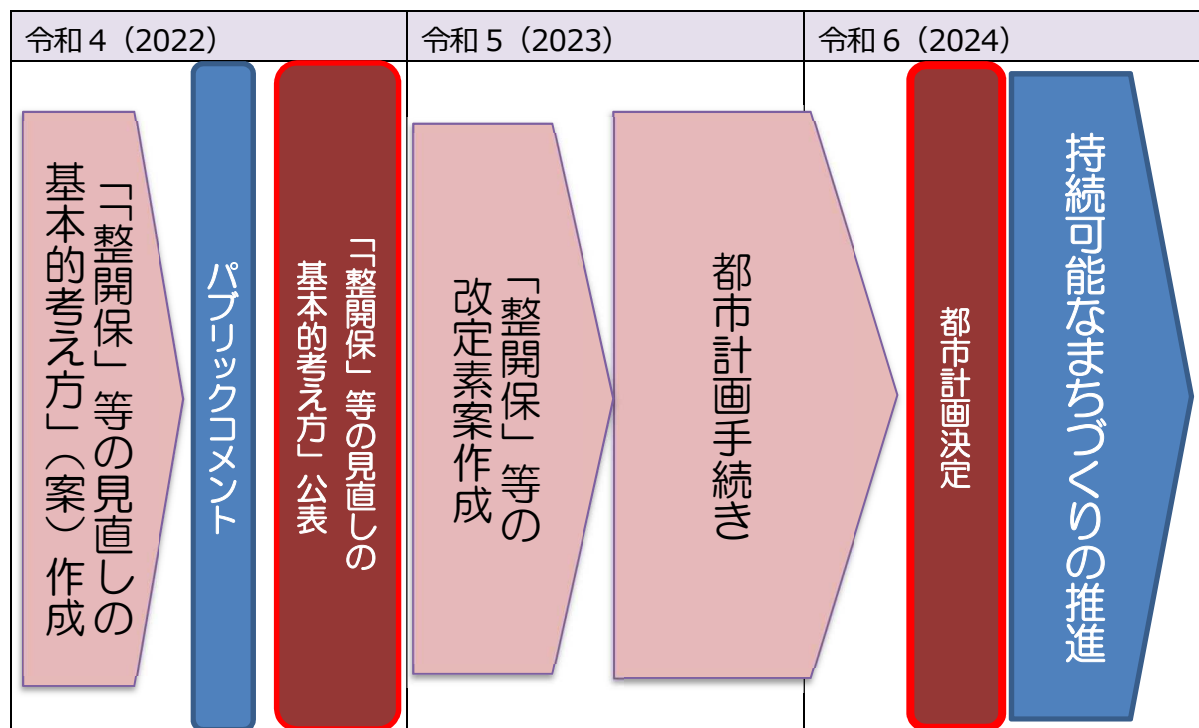 令和4（2022）
令和5（2023）
令和6（2024）
「「整開保」等の見直しの
基本的考え方」（案）作成
パブリックコメント
「「整開保」等の見直しの
基本的考え方」公表
「整開保」等の
改定素案作成
都市計画手続き
都市計画決定
持続可能なまちづくりの推進